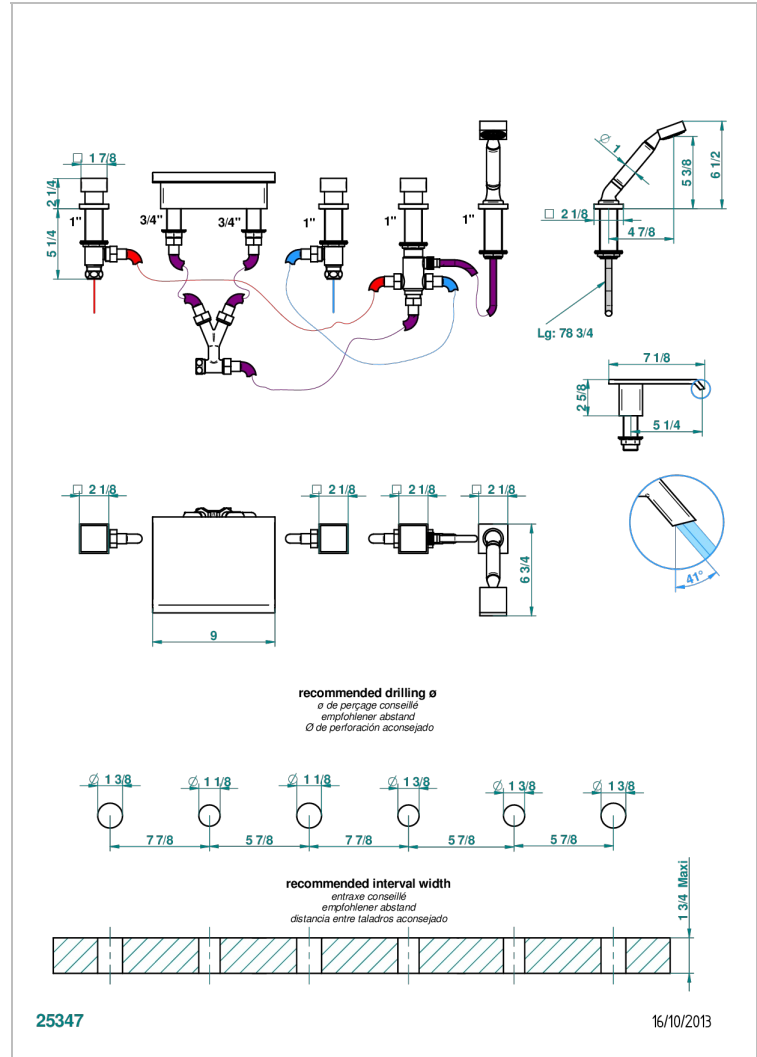 □ 1 7/8
2 1/4
5 1/4
1"
3/4"
3/4"
1"
1"
1"
Ø 1
5 3/8
6 1/2
□ 2 1/8
4 7/8
Lg: 78 3/4
7 1/8
2 5/8
5 1/4
□ 2 1/8
□ 2 1/8
□ 2 1/8
□ 2 1/8
6 3/4
9
41°
recommended drilling ø
ø de perçage conseillé
empfohlener abstand
Ø de perforación aconsejado
Ø 1 3/8
Ø 1 1/8
Ø 1 1/8
Ø 1 3/8
Ø 1 3/8
Ø 1 3/8
7 7/8
5 7/8
7 7/8
5 7/8
5 7/8
recommended interval width
entraxe conseillé
empfohlener abstand
distancia entre taladros aconsejado
1 3/4 Maxi
25347
16/10/2013